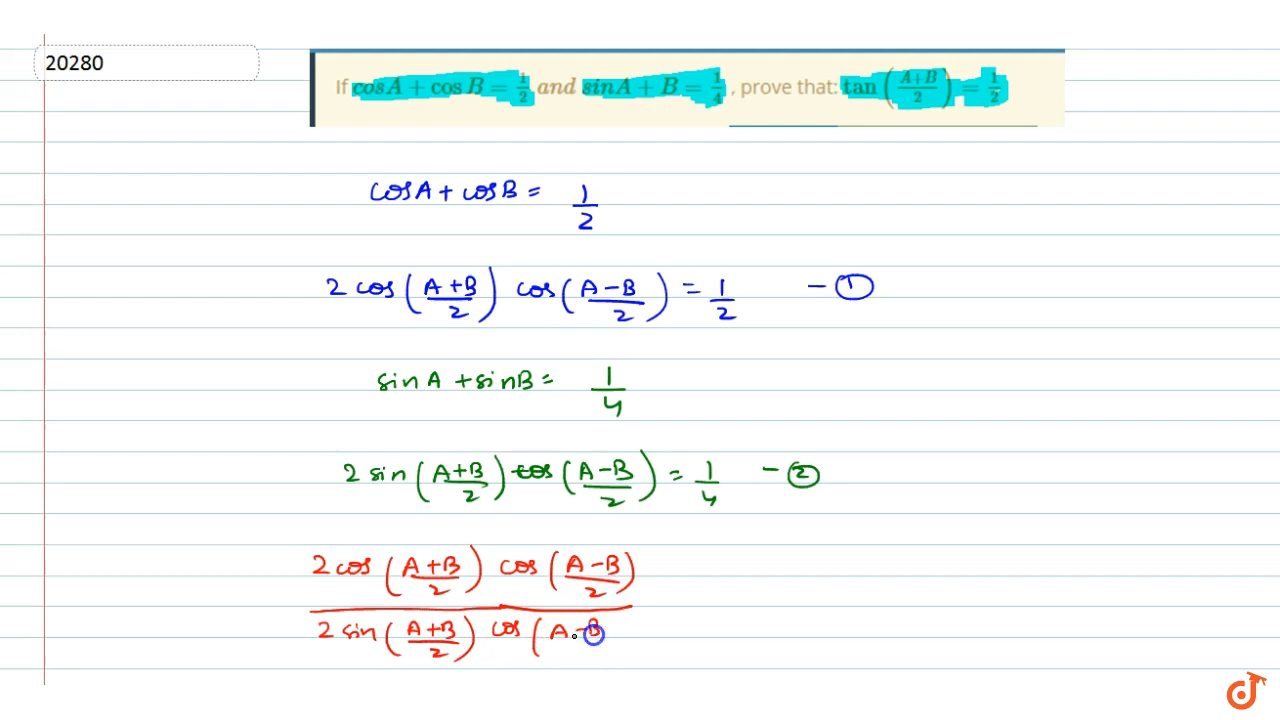 20280
If cosA + cos B = 1/2 and sinA + B = 1/4 , prove that: tan ( (A+B)/2 ) = 1/2
cosA + cosB = 1/2
2 cos ( (A+B)/2 ) cos ( (A-B)/2 ) = 1/2 - ①
sinA + sinB = 1/4
2 sin ( (A+B)/2 ) cos ( (A-B)/2 ) = 1/4 - ②
2 cos ( (A+B)/2 ) cos ( (A-B)/2 )
2 sin ( (A+B)/2 ) cos ( A-B